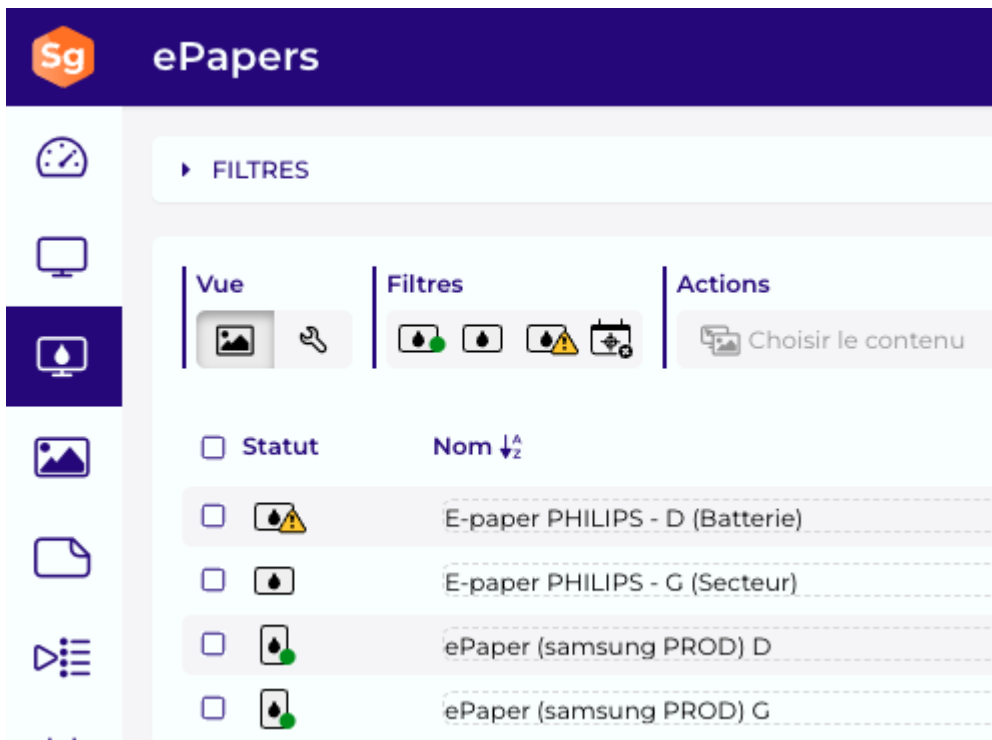 Sg ePapers
FILTRES
Vue Filtres Actions
Choisir le contenu
Statut Nom
E-paper PHILIPS - D (Batterie)
E-paper PHILIPS - G (Secteur)
ePaper (samsung PROD) D
ePaper (samsung PROD) G